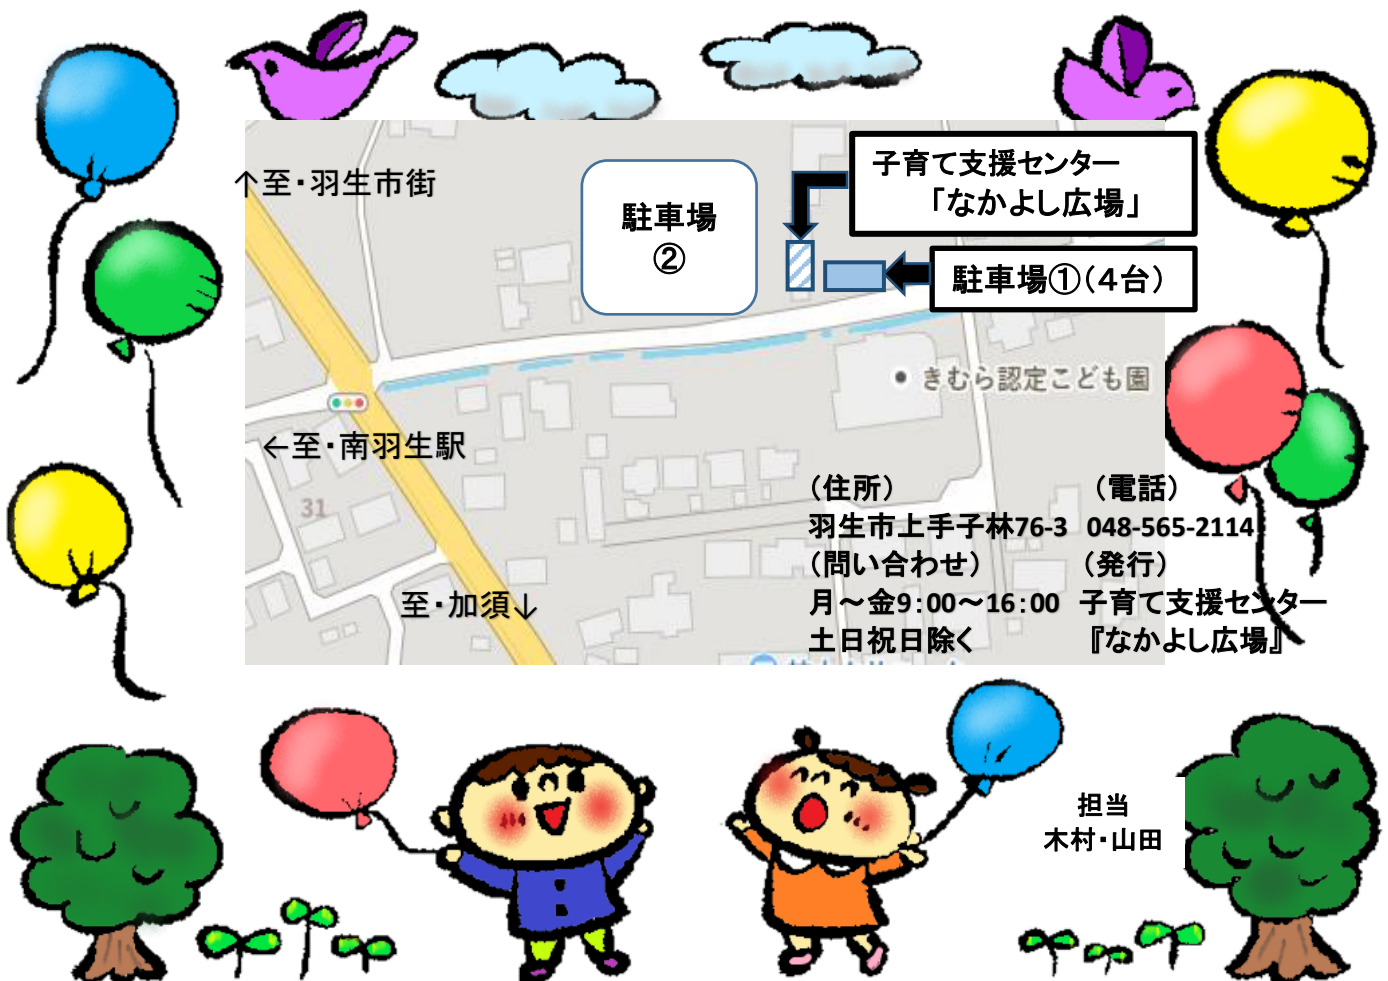 ↑至・羽生市街
駐車場
②
子育て支援センター
「なかよし広場」
駐車場①(4台)
きむら認定こども園
←至・南羽生駅
31
至・加須↓
(住所)
羽生市上手子林76-3
(問い合わせ)
月～金9:00～16:00
土日祝日除く
(電話)
048-565-2114
(発行)
子育て支援センター
『なかよし広場』
担当
木村・山田